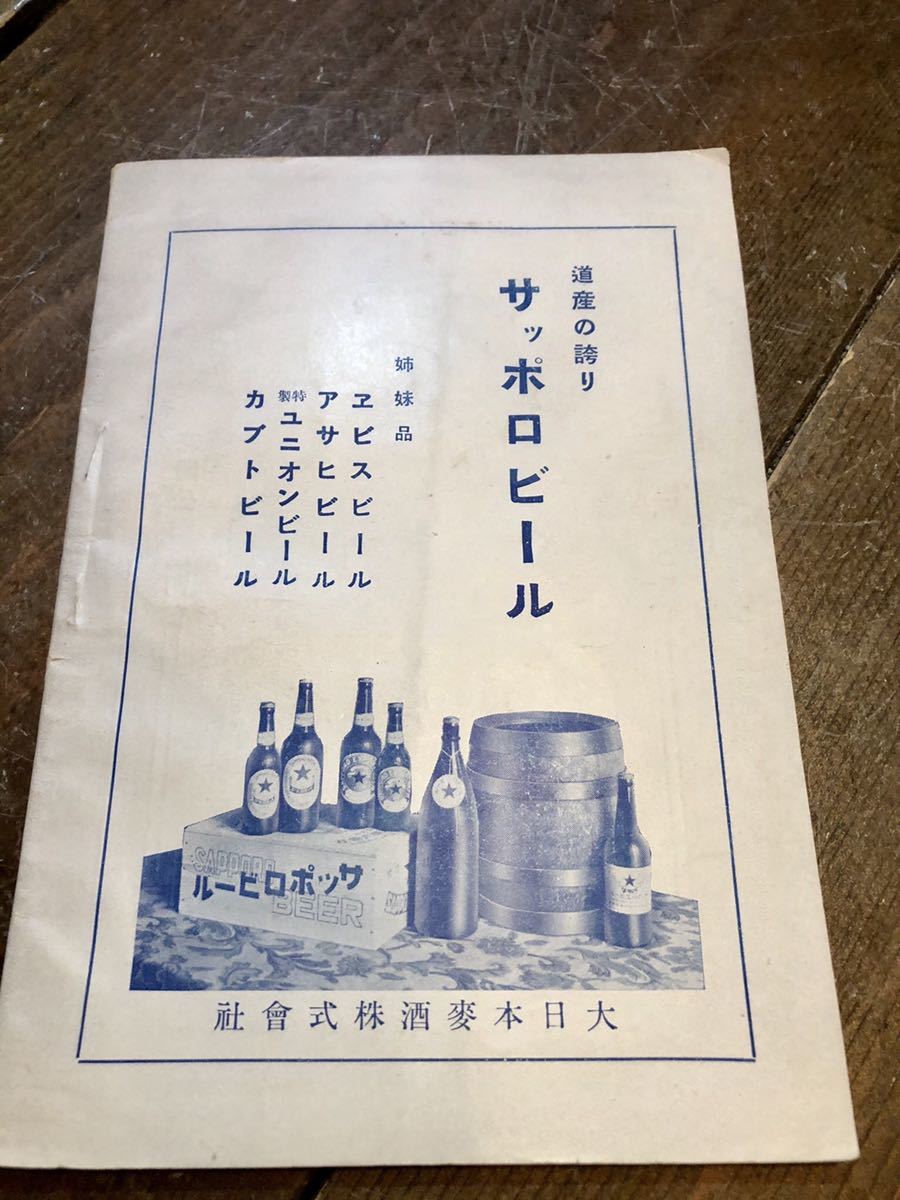 道産の誇り
サッポロビール
姉妹品
ヱビスビール
アサヒビール
特製ユニオンビール
カブトビール
SAPPORO
サッポロビール
BEER
大日本麥酒株式會社